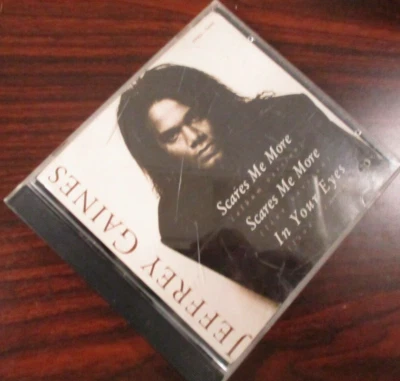 JEFFREY GAINES
Scares Me More
Scares Me More
In Your Eyes